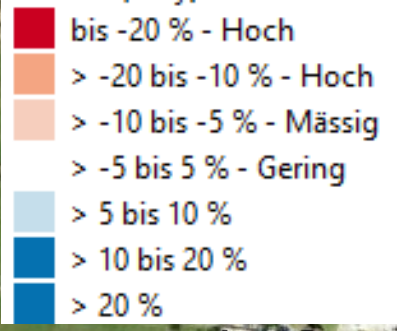 bis -20 % - Hoch
> -20 bis -10 % - Hoch
> -10 bis -5 % - Mässig
> -5 bis 5 % - Gering
> 5 bis 10 %
> 10 bis 20 %
> 20 %